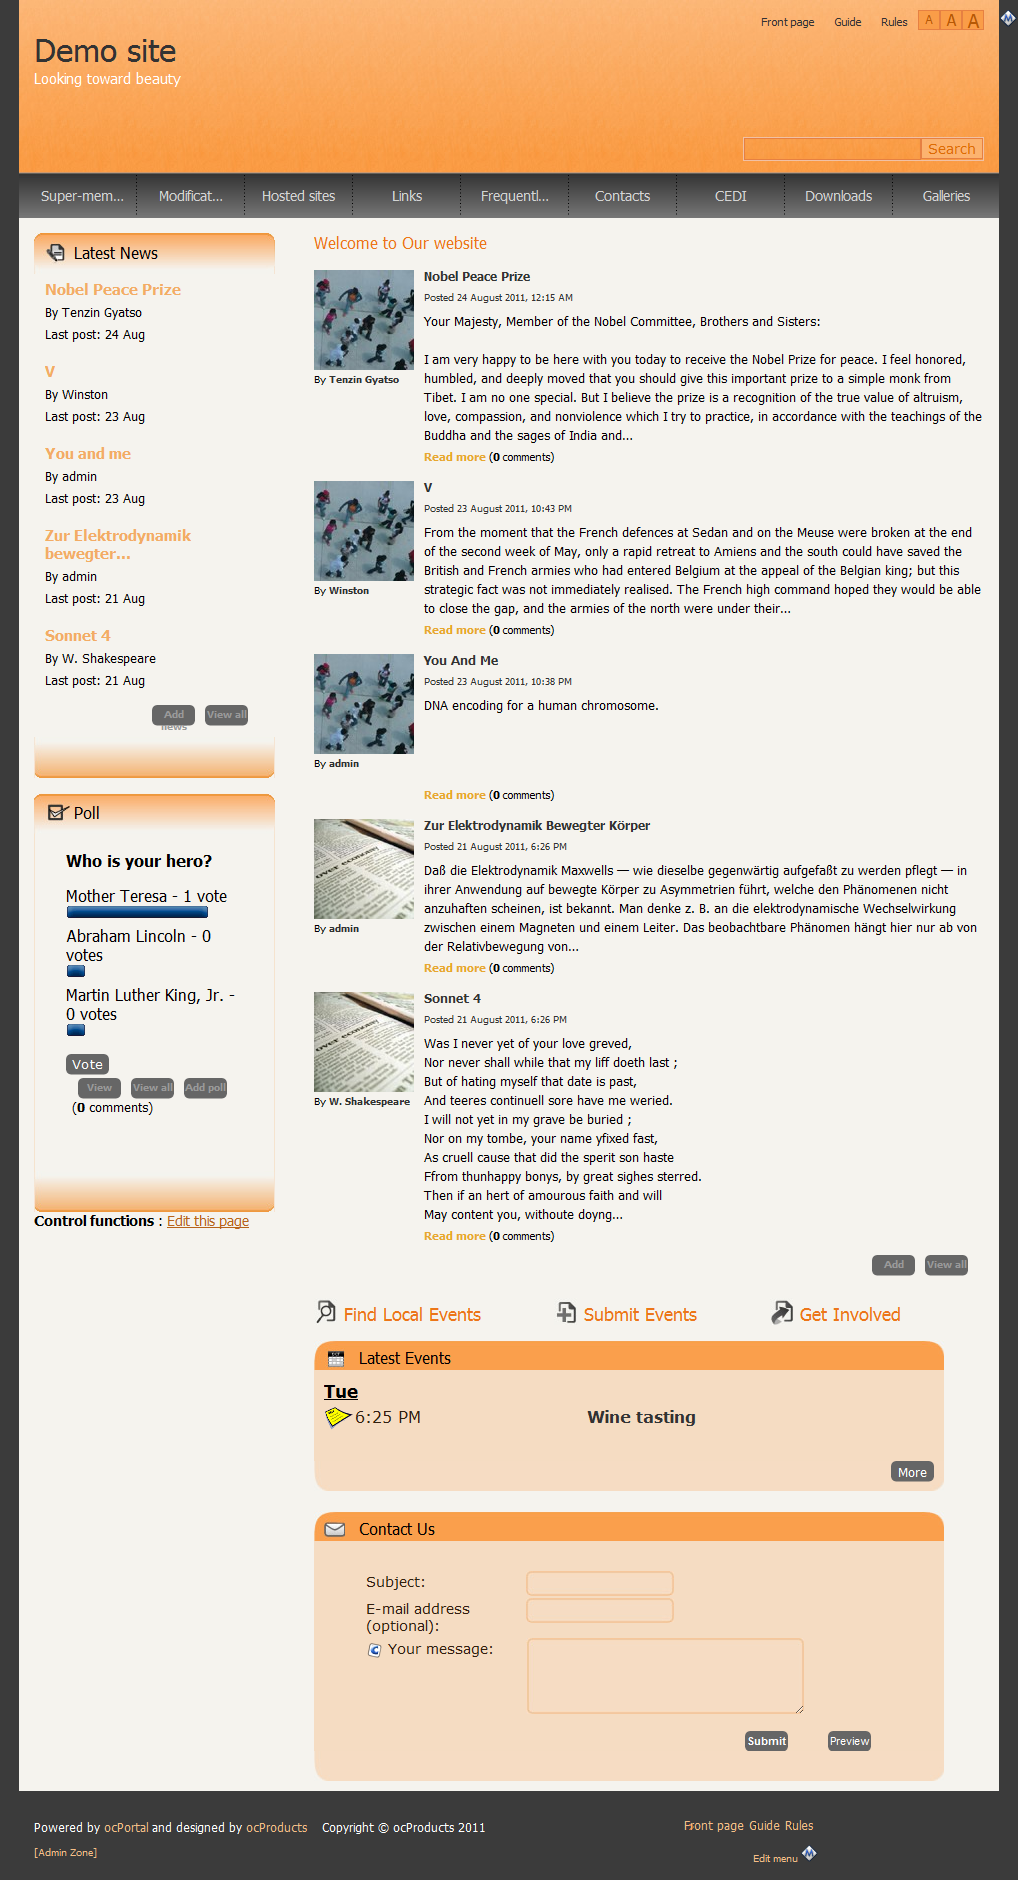 Front page Guide Rules A A A
Demo site
Looking toward beauty
Search
Super-mem... Modificat... Hosted sites Links Frequentl... Contacts CEDI Downloads Galleries
Latest News
Nobel Peace Prize
By Tenzin Gyatso
Last post: 24 Aug
V
By Winston
Last post: 23 Aug
You and me
By admin
Last post: 23 Aug
Zur Elektrodynamik
bewegter...
By admin
Last post: 21 Aug
Sonnet 4
By W. Shakespeare
Last post: 21 Aug
Add news View all
Poll
Who is your hero?
Mother Teresa - 1 vote
Abraham Lincoln - 0
votes
Martin Luther King, Jr. -
0 votes
Vote
View View all Add poll
(0 comments)
Control functions : Edit this page
Welcome to Our website
Nobel Peace Prize
Posted 24 August 2011, 12:15 AM
Your Majesty, Member of the Nobel Committee, Brothers and Sisters:
I am very happy to be here with you today to receive the Nobel Prize for peace. I feel honored,
humbled, and deeply moved that you should give this important prize to a simple monk from
Tibet. I am no one special. But I believe the prize is a recognition of the true value of altruism,
love, compassion, and nonviolence which I try to practice, in accordance with the teachings of the
Buddha and the sages of India and...
By Tenzin Gyatso
Read more (0 comments)
V
Posted 23 August 2011, 10:43 PM
From the moment that the French defences at Sedan and on the Meuse were broken at the end
of the second week of May, only a rapid retreat to Amiens and the south could have saved the
British and French armies who had entered Belgium at the appeal of the Belgian king; but this
strategic fact was not immediately realised. The French high command hoped they would be able
to close the gap, and the armies of the north were under their...
By Winston
Read more (0 comments)
You And Me
Posted 23 August 2011, 10:38 PM
DNA encoding for a human chromosome.
By admin
Read more (0 comments)
Zur Elektrodynamik Bewegter Körper
Posted 21 August 2011, 6:26 PM
Daß die Elektrodynamik Maxwells — wie dieselbe gegenwärtig aufgefaßt zu werden pflegt — in
ihrer Anwendung auf bewegte Körper zu Asymmetrien führt, welche den Phänomenen nicht
anzuhaften scheinen, ist bekannt. Man denke z. B. an die elektrodynamische Wechselwirkung
zwischen einem Magneten und einem Leiter. Das beobachtbare Phänomen hängt hier nur ab von
der Relativbewegung von...
By admin
Read more (0 comments)
Sonnet 4
Posted 21 August 2011, 6:26 PM
Was I never yet of your love greved,
Nor never shall while that my liff doeth last ;
But of hating myself that date is past,
And teeres continuell sore have me weried.
I will not yet in my grave be buried ;
Nor on my tombe, your name yfixed fast,
As cruell cause that did the sperit son haste
Ffrom thunhappy bonys, by great sighes sterred.
Then if an hert of amourous faith and will
May content you, withoute doyng...
By W. Shakespeare
Read more (0 comments)
Add View all
Find Local Events Submit Events Get Involved
Latest Events
Tue
6:25 PM Wine tasting
More
Contact Us
Subject:
E-mail address
(optional):
Your message:
Submit Preview
Powered by ocPortal and designed by ocProducts Copyright © ocProducts 2011
[Admin Zone]
Front page Guide Rules
Edit menu